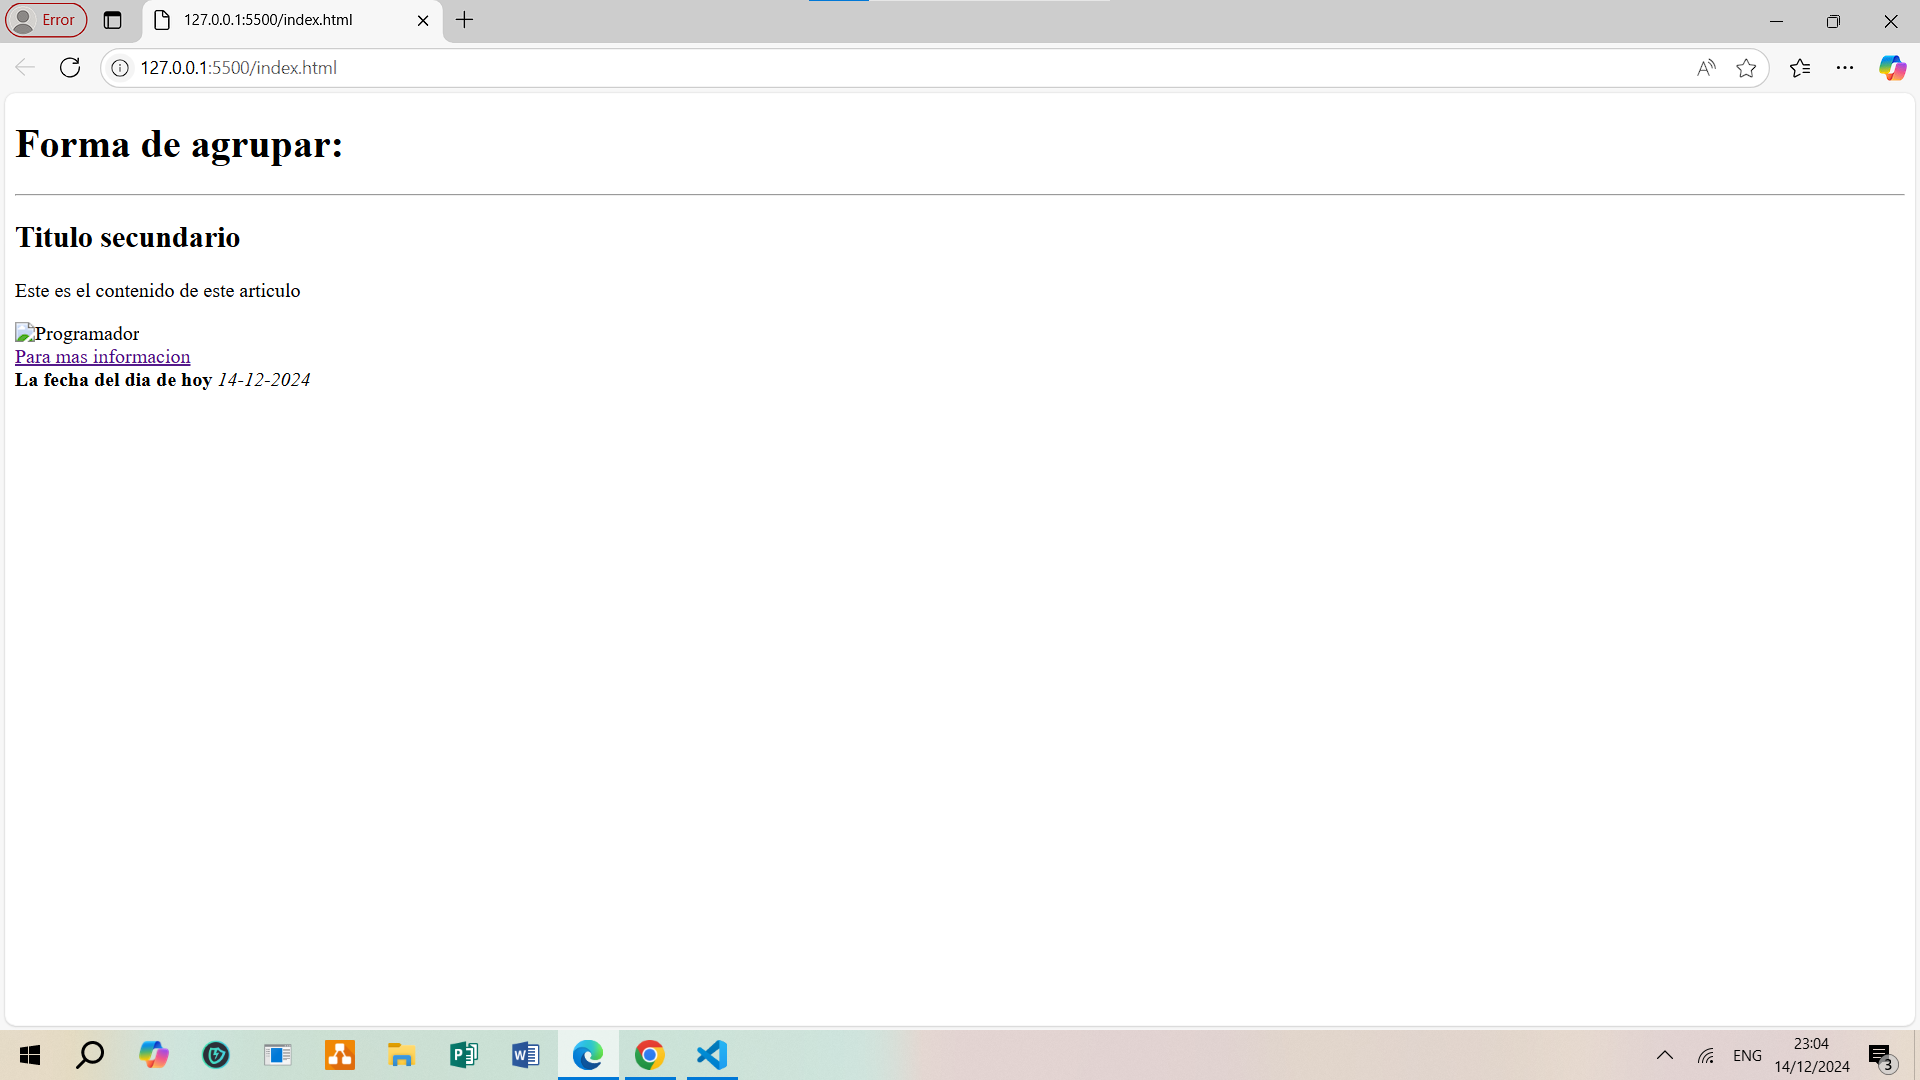 Error
127.0.0.1:5500/index.html
127.0.0.1:5500/index.html
Forma de agrupar:
Titulo secundario
Este es el contenido de este articulo
Programador
Para mas informacion
La fecha del dia de hoy 14-12-2024
ENG
23:04
14/12/2024
3